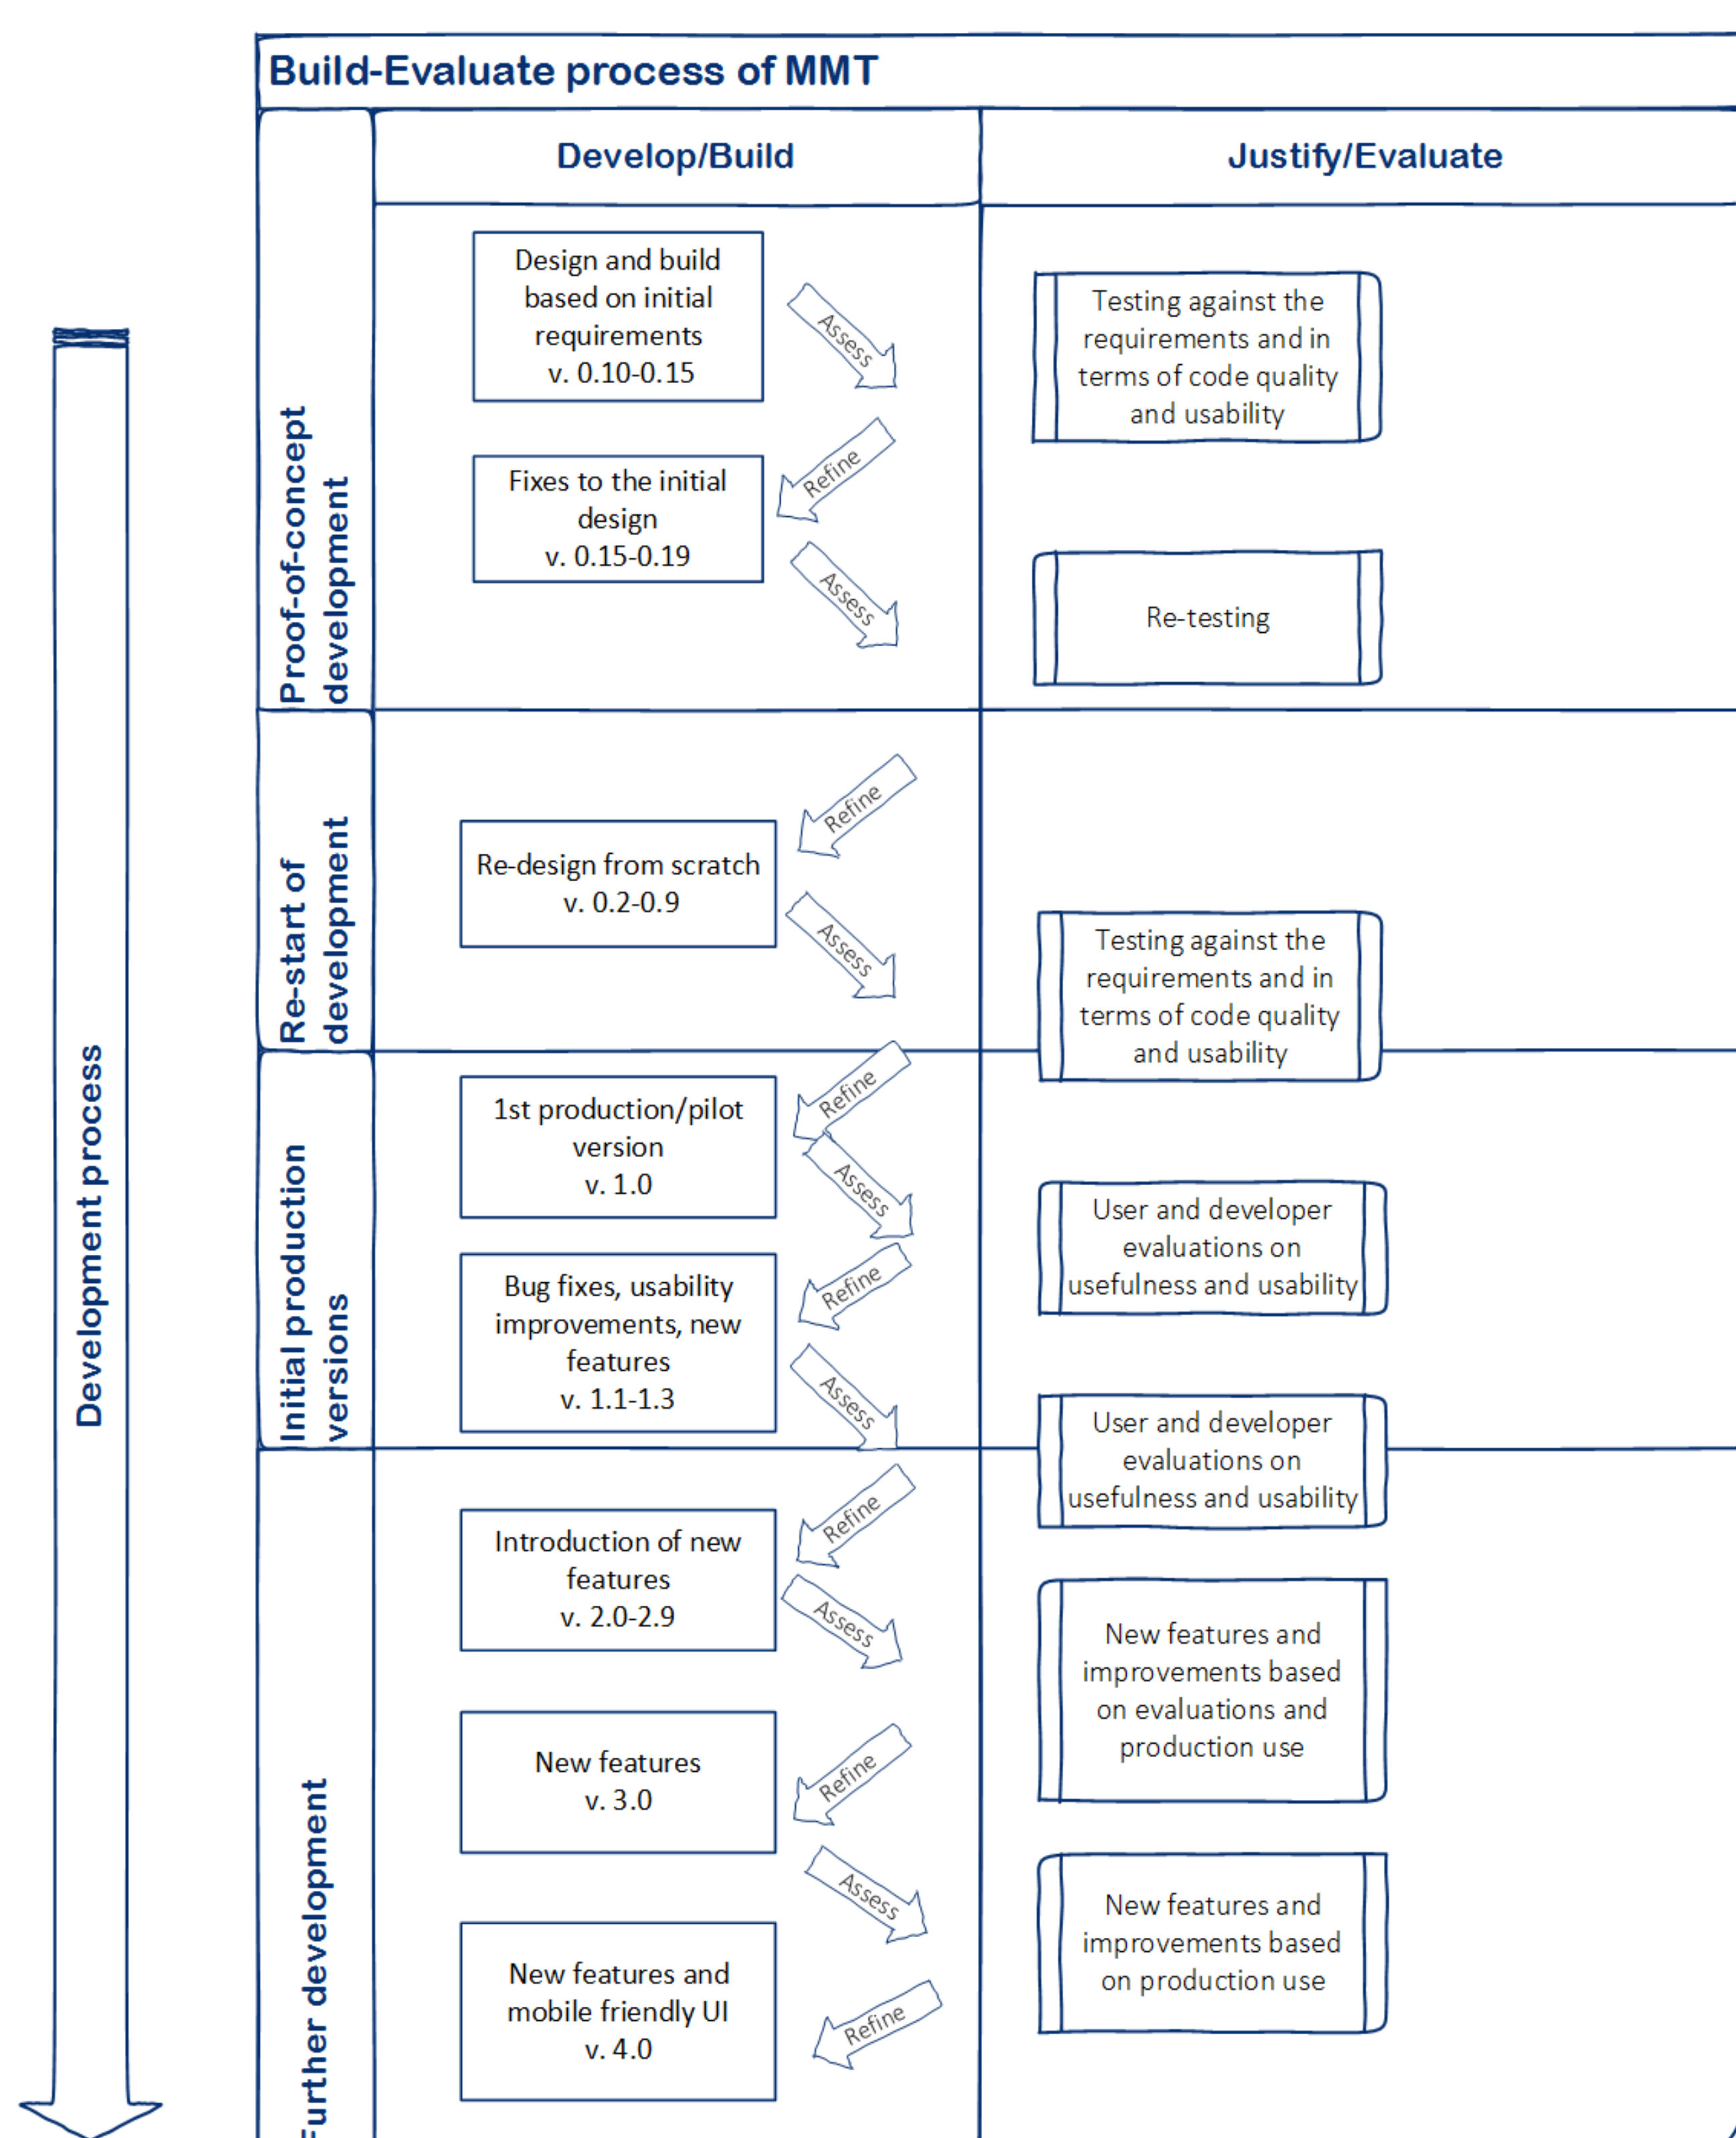 Build-Evaluate process of MMT
Develop/Build
Justify/Evaluate
Development process
Proof-of-concept
development
Design and build
based on initial
requirements
v. 0.10-0.15
Assess
Testing against the
requirements and in
terms of code quality
and usability
Refine
Fixes to the initial
design
v. 0.15-0.19
Assess
Re-testing
Re-start of
development
Refine
Re-design from scratch
v. 0.2-0.9
Assess
Testing against the
requirements and in
terms of code quality
and usability
Initial production
versions
Refine
1st production/pilot
version
v. 1.0
Assess
User and developer
evaluations on
usefulness and usability
Refine
Bug fixes, usability
improvements, new
features
v. 1.1-1.3
Assess
User and developer
evaluations on
usefulness and usability
Further development
Refine
Introduction of new
features
v. 2.0-2.9
Assess
New features and
improvements based
on evaluations and
production use
Refine
New features
v. 3.0
Assess
New features and
improvements based
on production use
Refine
New features and
mobile friendly UI
v. 4.0